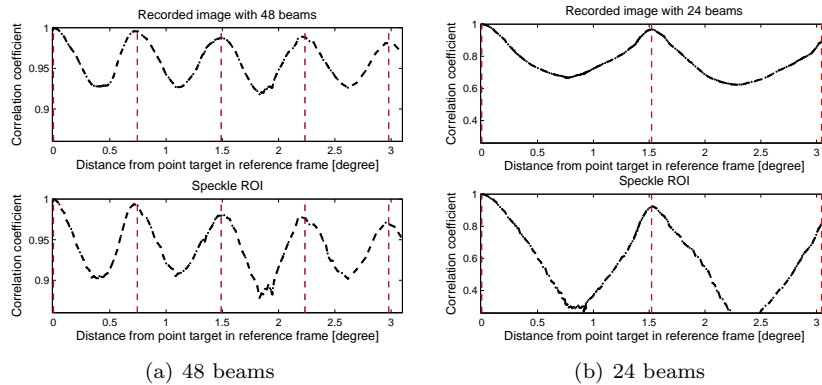 Recorded image with 48 beams
Correlation coefficient
1
0.95
0.9
0 0.5 1 1.5 2 2.5 3
Distance from point target in reference frame [degree]
Speckle ROI
Correlation coefficient
1
0.95
0.9
0 0.5 1 1.5 2 2.5 3
Distance from point target in reference frame [degree]
(a) 48 beams
Recorded image with 24 beams
Correlation coefficient
1
0.8
0.6
0.4
0 0.5 1 1.5 2 2.5 3
Distance from point target in reference frame [degree]
Speckle ROI
Correlation coefficient
1
0.8
0.6
0.4
0 0.5 1 1.5 2 2.5 3
Distance from point target in reference frame [degree]
(b) 24 beams